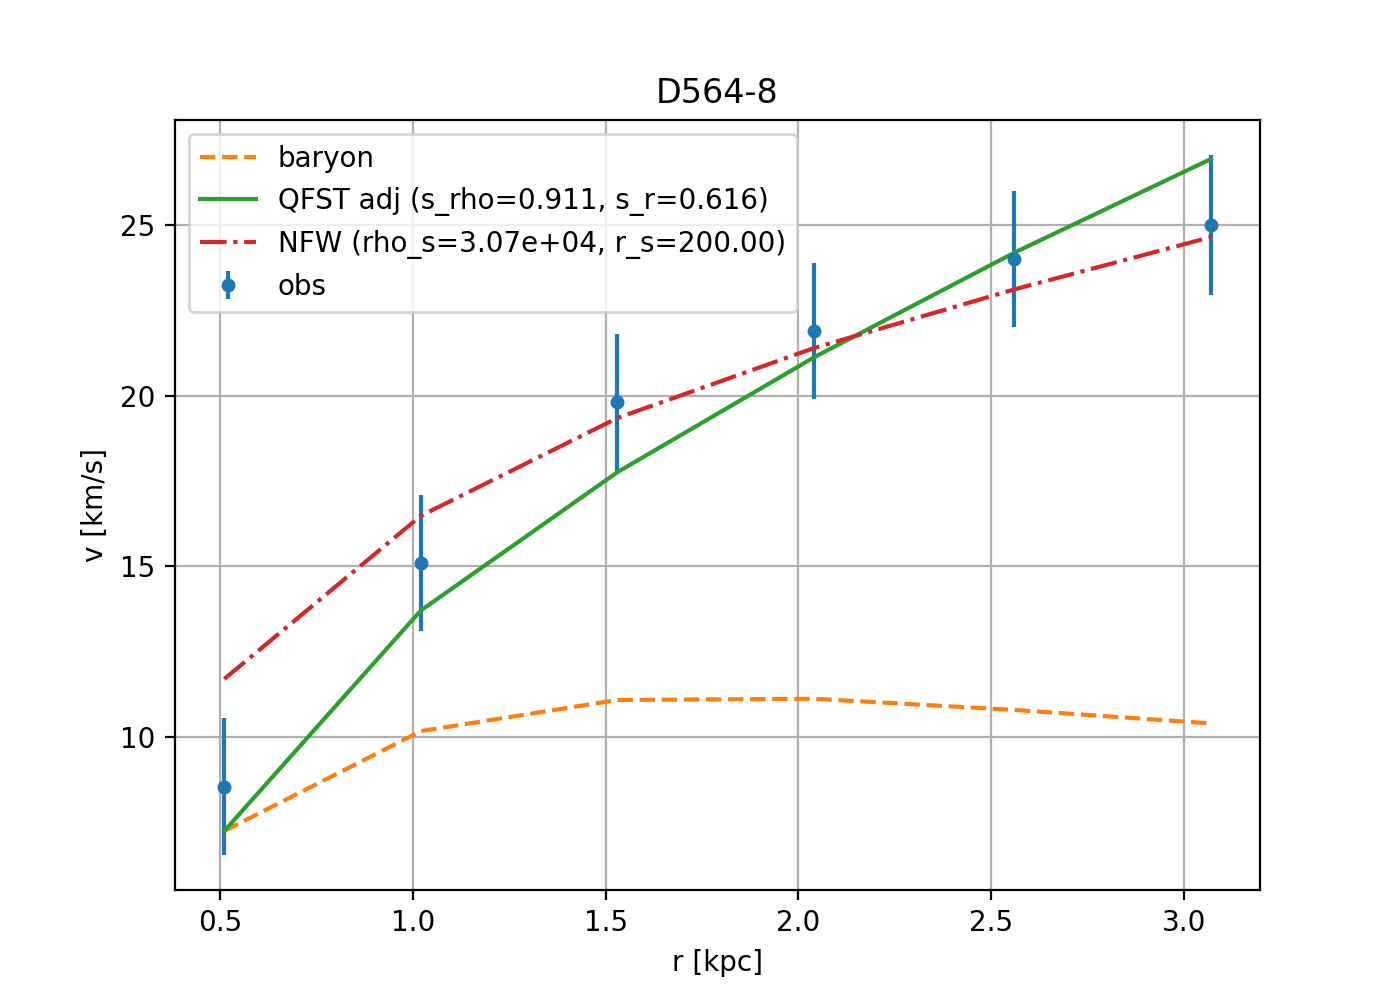 D564-8
baryon
QFST adj (s_rho=0.911, s_r=0.616)
NFW (rho_s=3.07e+04, r_s=200.00)
obs
v [km/s]
25
20
15
10
0.5 1.0 1.5 2.0 2.5 3.0
r [kpc]